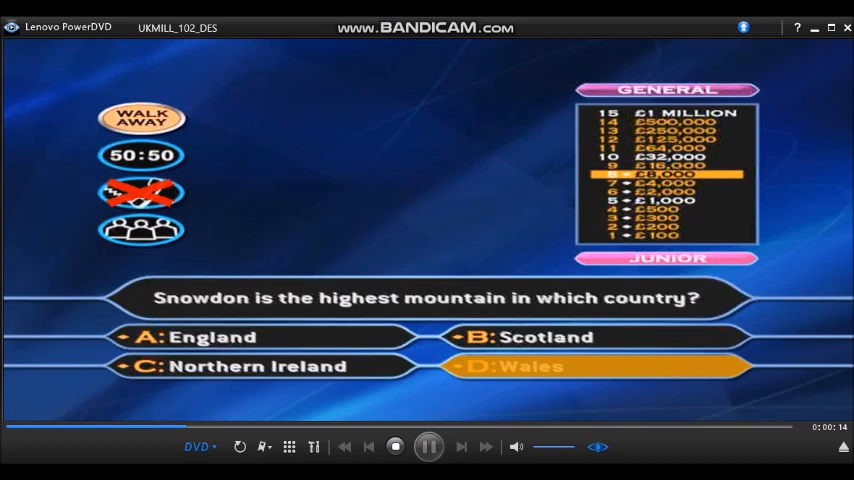 Lenovo PowerDVD
UKMILL_102_DES
www.BANDICAM.com
?
WALK AWAY
50:50
GENERAL
15 £1 MILLION
14 £500,000
13 £250,000
12 £125,000
11 £64,000
10 £32,000
9 £16,000
8 £8,000
7 £4,000
6 £2,000
5 £1,000
4 £500
3 £300
2 £200
1 £100
JUNIOR
Snowdon is the highest mountain in which country?
A: England
B: Scotland
C: Northern Ireland
D: Wales
0:00:14
DVD